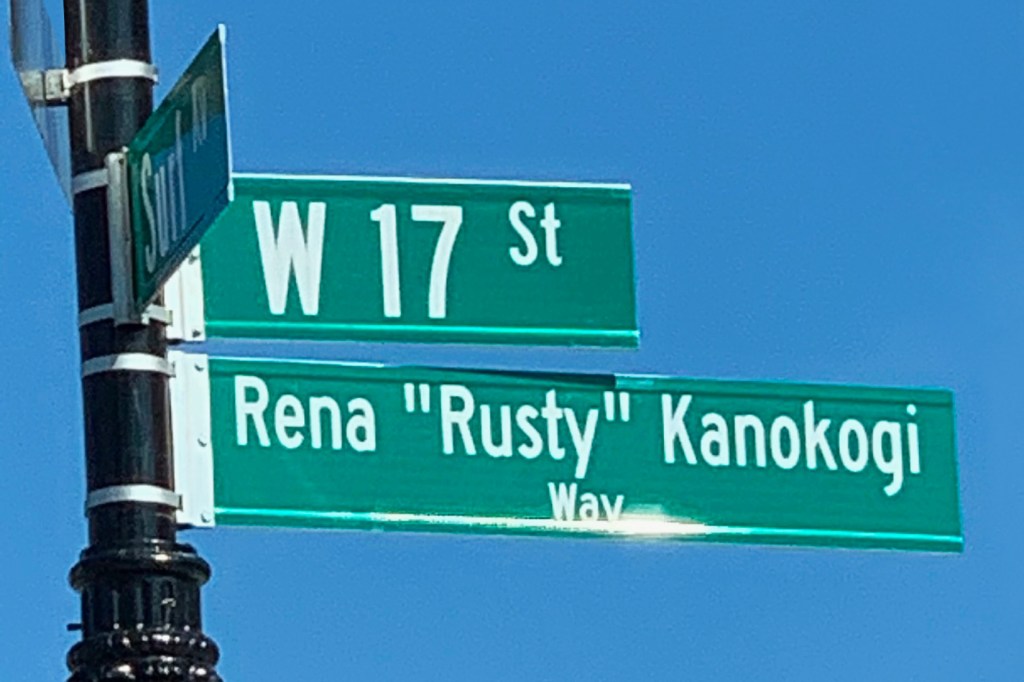 Surf
W 17 St
Rena "Rusty" Kanokogi
Way